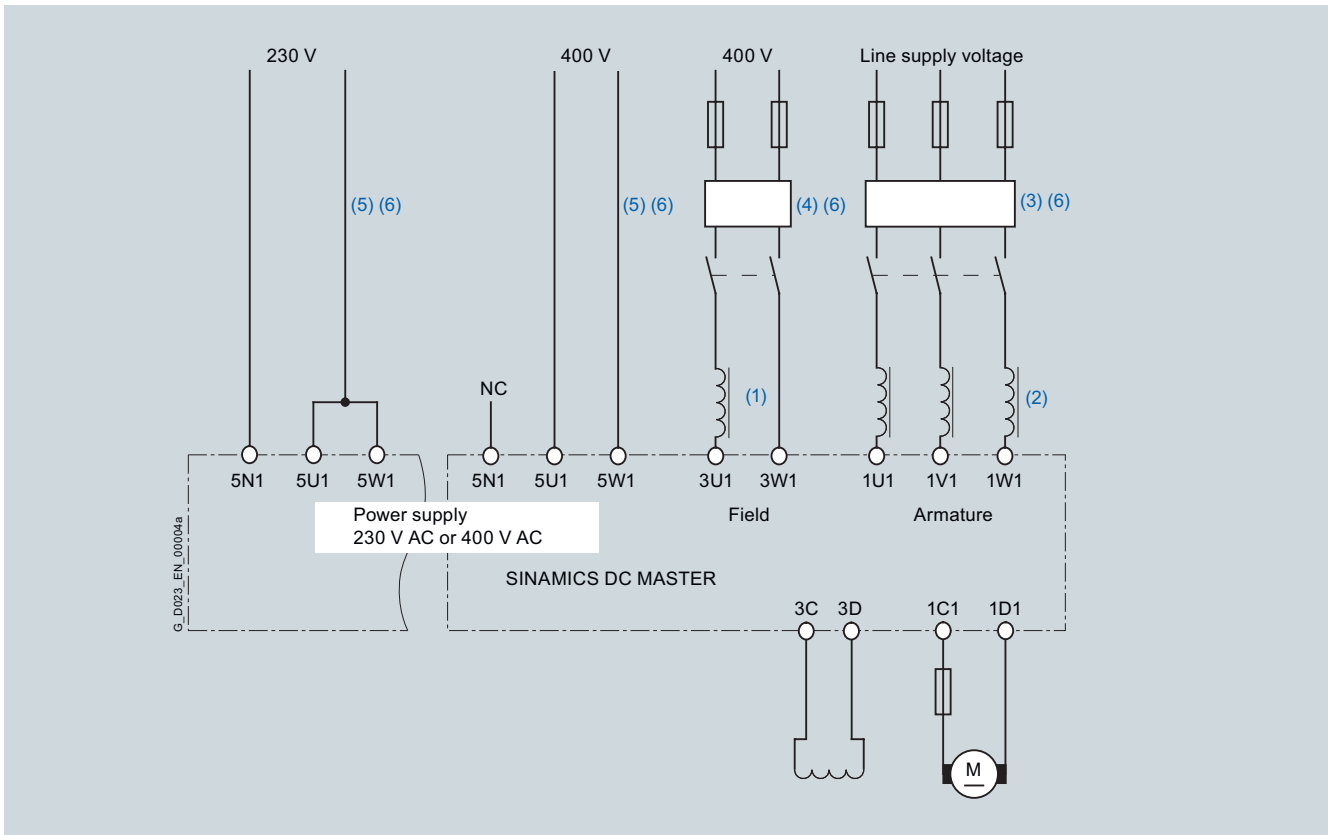 230 V
400 V
400 V
Line supply voltage
(5) (6)
(5) (6)
(4) (6)
(3) (6)
NC
(1)
(2)
5N1
5U1
5W1
5N1
5U1
5W1
3U1
3W1
1U1
1V1
1W1
Power supply
230 V AC or 400 V AC
Field
Armature
SINAMICS DC MASTER
G_D023_EN_00004a
3C
3D
1C1
1D1
M